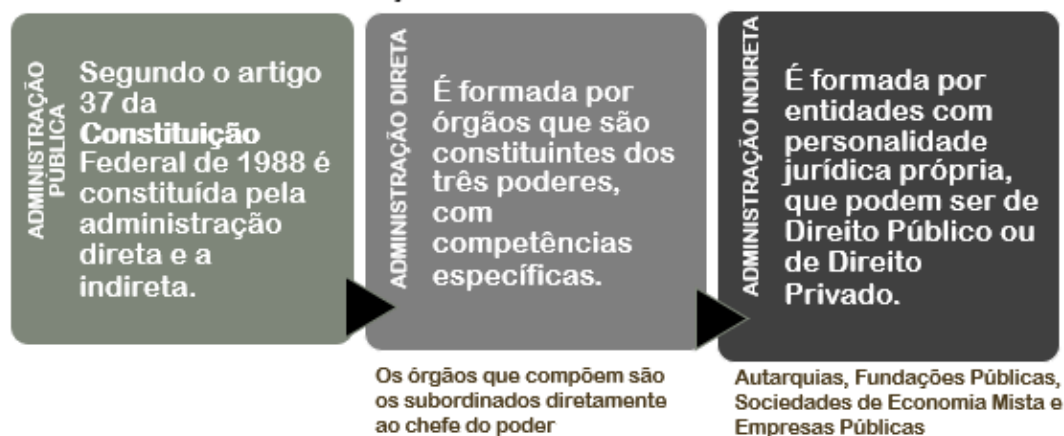 ADMINISTRAÇÃO
PÚBLICA
Segundo o artigo
37 da
Constituição
Federal de 1988 é
constituída pela
administração
direta e a
indireta.
ADMINISTRAÇÃO DIRETA
É formada por
órgãos que são
constituintes dos
três poderes,
com
competências
específicas.
Os órgãos que compõem são
os subordinados diretamente
ao chefe do poder
ADMINISTRAÇÃO INDIRETA
É formada por
entidades com
personalidade
jurídica própria,
que podem ser de
Direito Público ou
de Direito
Privado.
Autarquias, Fundações Públicas,
Sociedades de Economia Mista e
Empresas Públicas